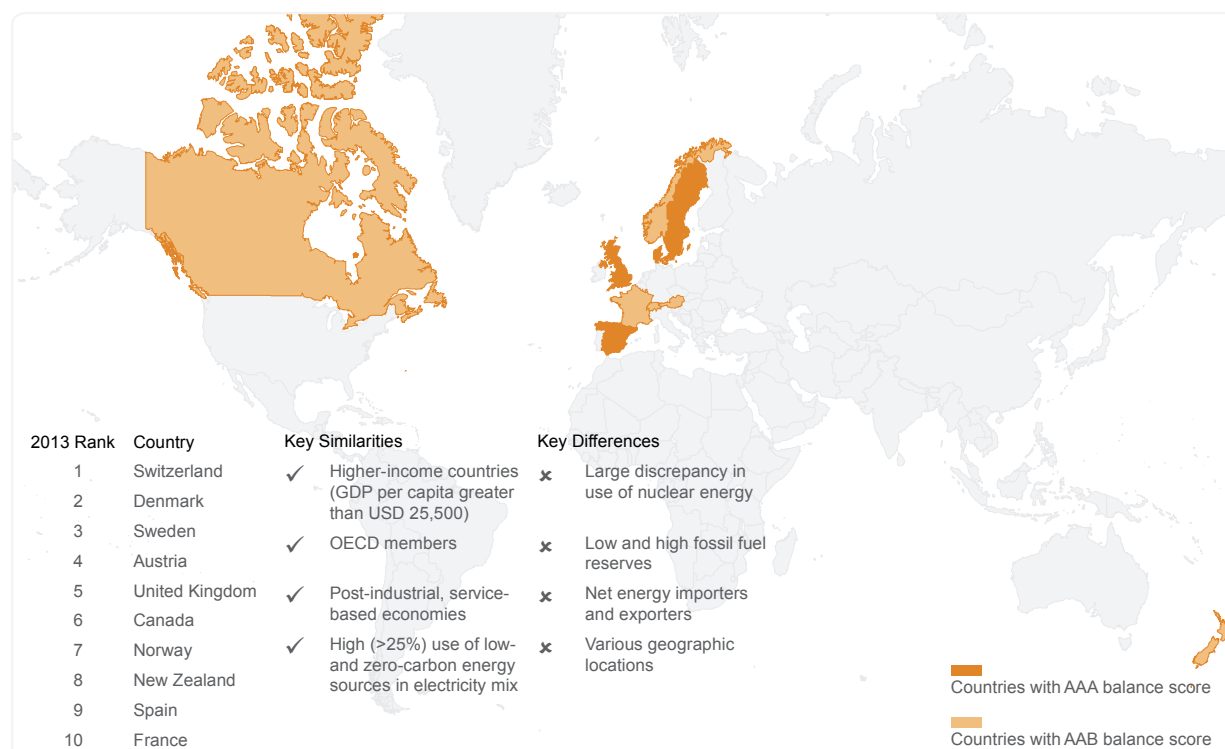 2013 Rank Country Key Similarities Key Differences
1 Switzerland
2 Denmark
3 Sweden
4 Austria
5 United Kingdom
6 Canada
7 Norway
8 New Zealand
9 Spain
10 France
✓ Higher-income countries
(GDP per capita greater
than USD 25,500)
✓ OECD members
✓ Post-industrial, service-
based economies
✓ High (>25%) use of low-
and zero-carbon energy
sources in electricity mix
✗ Large discrepancy in
use of nuclear energy
✗ Low and high fossil fuel
reserves
✗ Net energy importers
and exporters
✗ Various geographic
locations
Countries with AAA balance score
Countries with AAB balance score